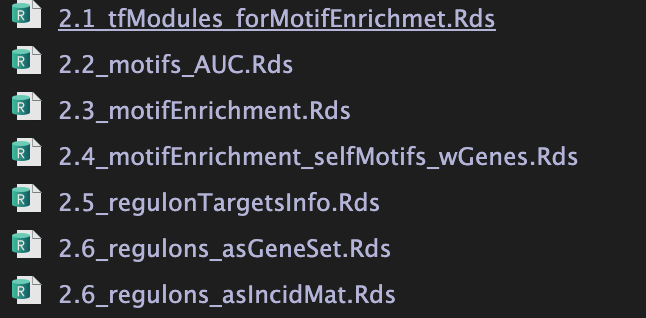 2.1_tfModules_forMotifEnrichmet.Rds
2.2_motifs_AUC.Rds
2.3_motifEnrichment.Rds
2.4_motifEnrichment_selfMotifs_wGenes.Rds
2.5_regulonTargetsInfo.Rds
2.6_regulons_asGeneSet.Rds
2.6_regulons_asIncidMat.Rds